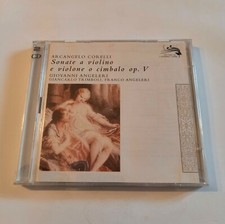 ARCANGELO CORELLI
Sonate a violino
e violone o cimbalo op. V
GIOVANNI ANGELERI
GIANCARLO TRIMBOLI, FRANCO ANGELERI